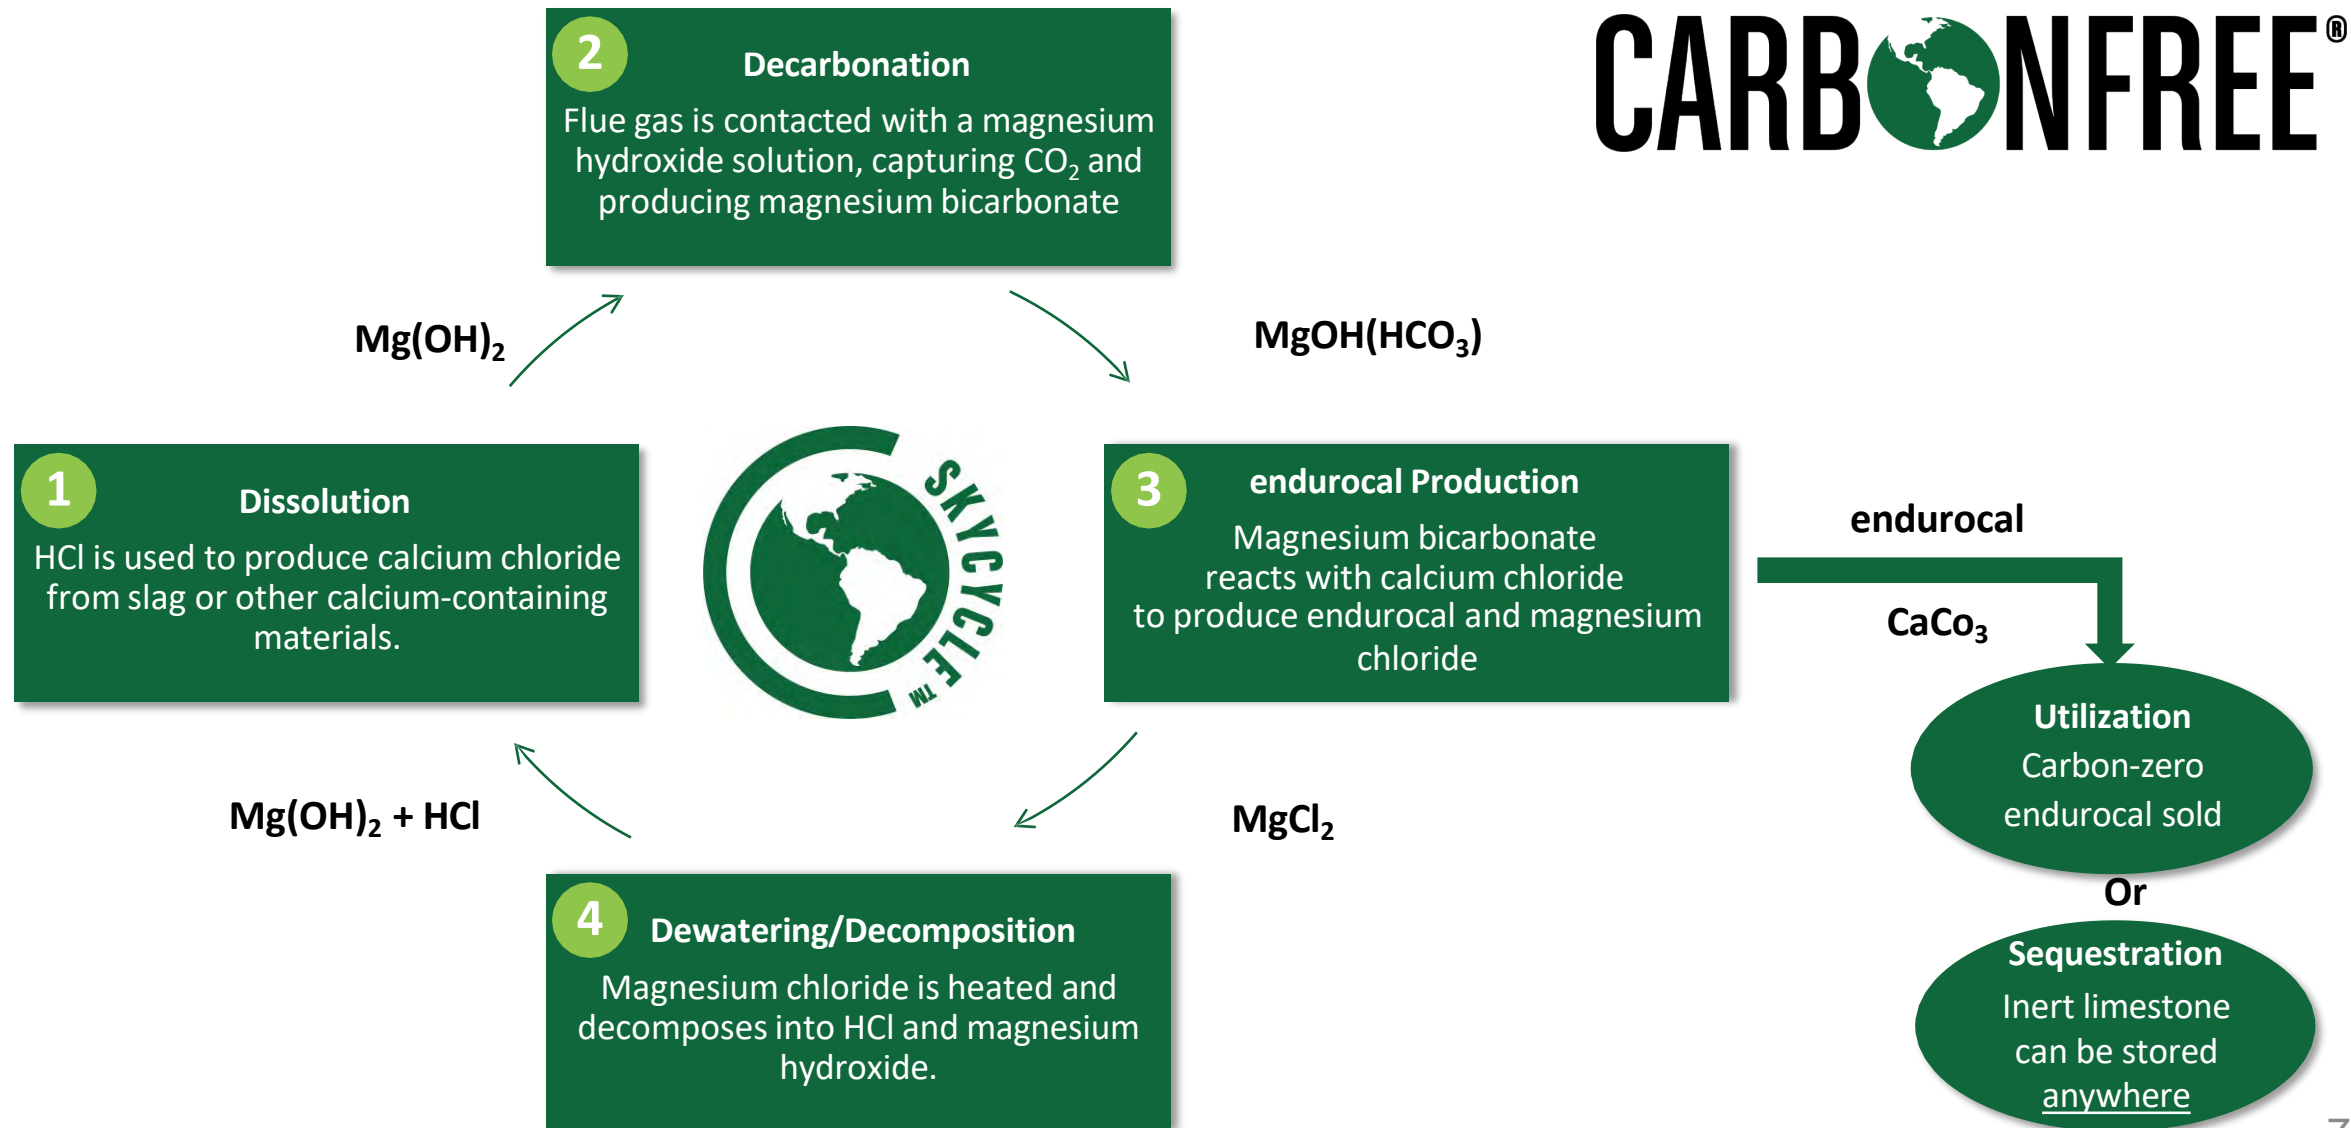 CARBONFREE®
2
Decarbonation
Flue gas is contacted with a magnesium
hydroxide solution, capturing CO₂ and
producing magnesium bicarbonate
Mg(OH)₂
MgOH(HCO₃)
1
Dissolution
HCl is used to produce calcium chloride
from slag or other calcium-containing
materials.
SKYCYCLE™
3
endurocal Production
Magnesium bicarbonate
reacts with calcium chloride
to produce endurocal and magnesium
chloride
endurocal
CaCo₃
Mg(OH)₂ + HCl
MgCl₂
4
Dewatering/Decomposition
Magnesium chloride is heated and
decomposes into HCl and magnesium
hydroxide.
Utilization
Carbon-zero
endurocal sold
Or
Sequestration
Inert limestone
can be stored
anywhere